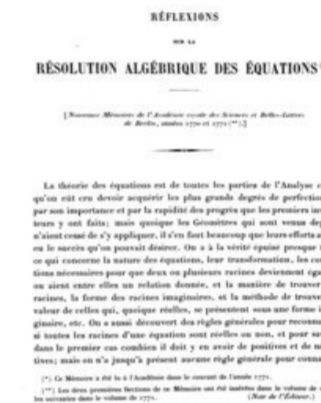 RÉFLEXIONS
SUR LA
RÉSOLUTION ALGÉBRIQUE DES ÉQUATIONS
[Nouveaux Mémoires de l'Académie royale des Sciences et Belles-Lettres
de Berlin, années 1770 et 1771 (**).]
La théorie des équations est de toutes les parties de l'Analyse
qu'on eût cru devoir acquérir les plus grands degrés de perfection
par son importance et par la rapidité des progrès que les premiers in
teurs y ont faits; mais quoique les Géomètres qui sont venus dep
n'aient cessé de s'y appliquer, il s'en faut beaucoup que leurs efforts a
eu le succès qu'on pouvait désirer. On a à la vérité épuisé presque
ce qui concerne la nature des équations, leur transformation, les co
tions nécessaires pour que deux ou plusieurs racines deviennent éga
ou aient entre elles un relation donnée, et la manière de trouver
racines, la forme des racines imaginaires, et la méthode de trouve
valeur de celles qui, quoique réelles, se présentent sous une forme i
ginaire, etc. On a aussi découvert des règles générales pour reconna
si toutes les racines d'une équation sont réelles ou non, et pour sav
dans le premier cas combien il doit y en avoir de positives et de n
tives; mais on n'a jusqu'à présent aucune règle générale pour conna
(*) Ce Mémoire a été lu à l'Académie dans le courant de l'année 1771.
(**) Les deux premières Sections de ce Mémoire ont été insérées dans le volume de
les suivantes dans le volume de 1771. (Note de l'Éditeur.)